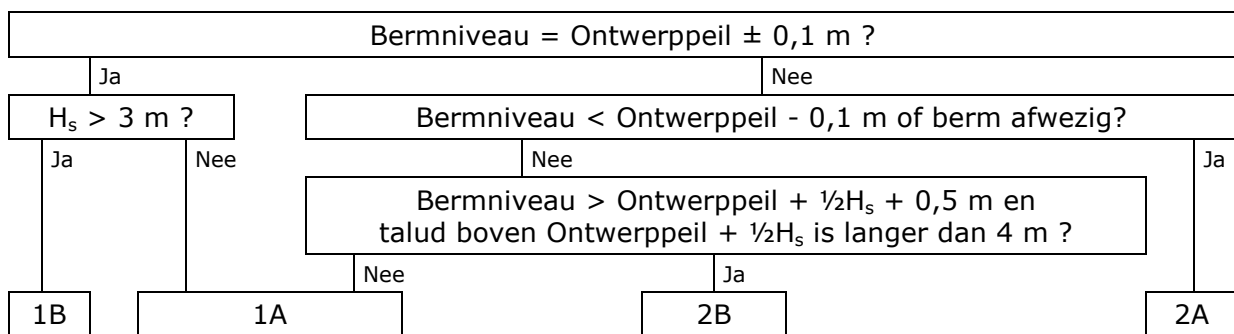 Bermniveau = Ontwerppeil ± 0,1 m ?
Ja
Nee
Hs > 3 m ?
Bermniveau < Ontwerppeil - 0,1 m of berm afwezig?
Ja
Nee
Nee
Ja
Bermniveau > Ontwerppeil + ½Hs + 0,5 m en
talud boven Ontwerppeil + ½Hs is langer dan 4 m ?
Nee
Ja
1B
1A
2B
2A